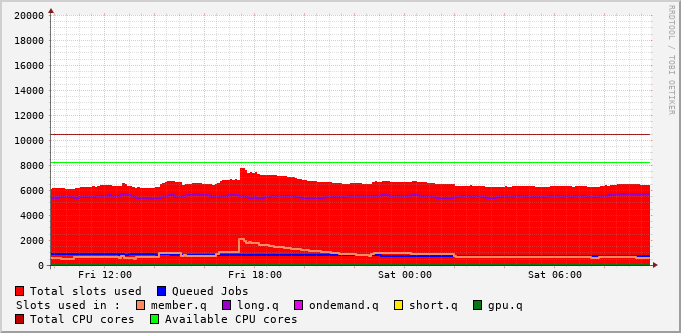 20000
18000
16000
14000
12000
10000
8000
6000
4000
2000
0
Fri 12:00 Fri 18:00 Sat 00:00 Sat 06:00
RRDTOOL / TOBI OETIKER
Total slots used Queued Jobs
Slots used in : member.q long.q ondemand.q short.q gpu.q
Total CPU cores Available CPU cores